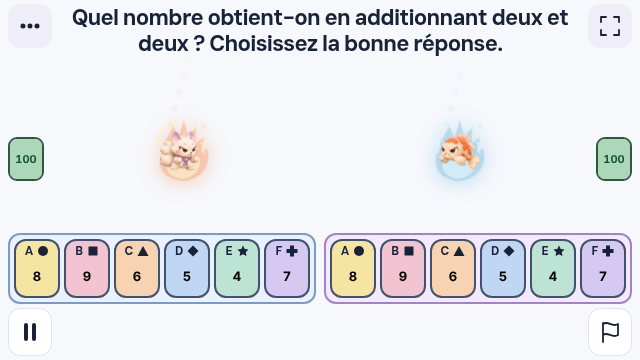 Quel nombre obtient-on en additionnant deux et
deux ? Choisissez la bonne réponse.
100
100
A B C D E F
8 9 6 5 4 7
A B C D E F
8 9 6 5 4 7